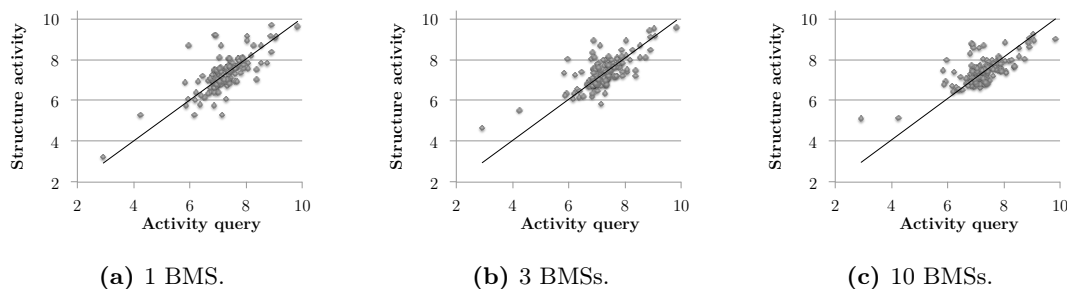 10
8
6
4
2
2 4 6 8 10
Structure activity
Activity query
(a) 1 BMS.
10
8
6
4
2
2 4 6 8 10
Structure activity
Activity query
(b) 3 BMSs.
10
8
6
4
2
2 4 6 8 10
Structure activity
Activity query
(c) 10 BMSs.